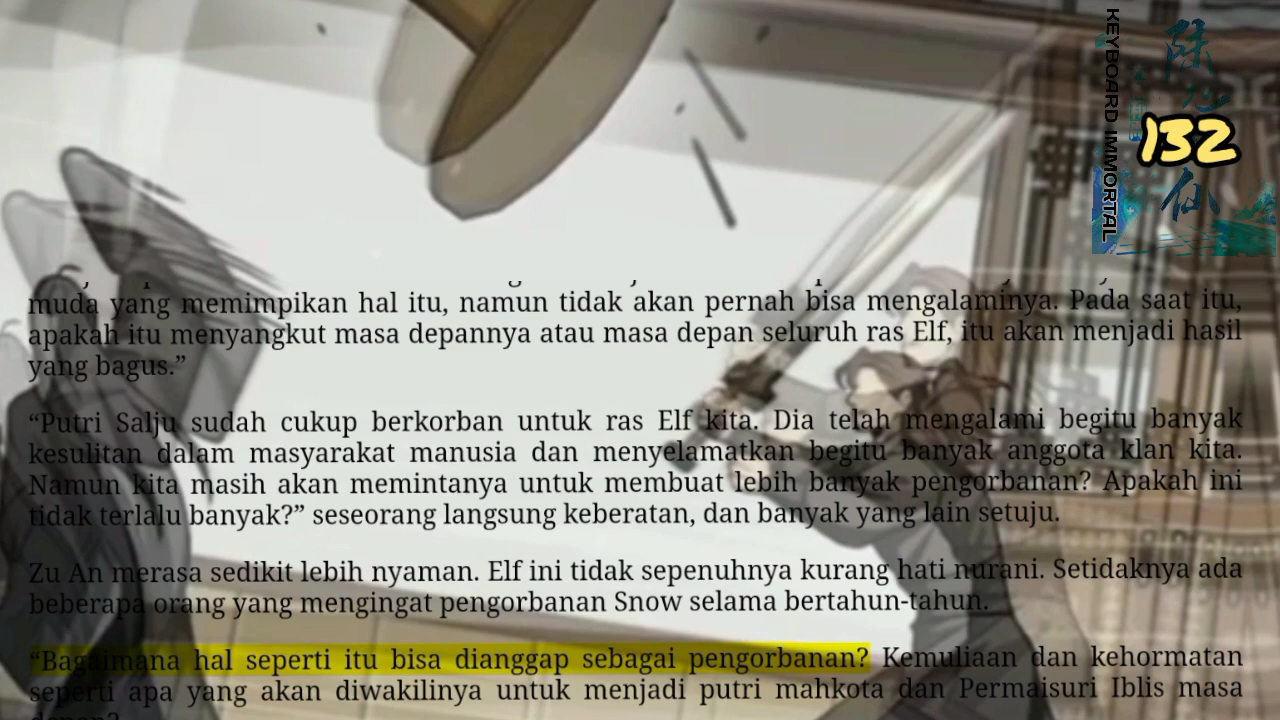 KEYBOARD IMMORTAL
132
仙
muda yang memimpikan hal itu, namun tidak akan pernah bisa mengalaminya. Pada saat itu,
apakah itu menyangkut masa depannya atau masa depan seluruh ras Elf, itu akan menjadi hasil
yang bagus.”
“Putri Salju sudah cukup berkorban untuk ras Elf kita. Dia telah mengalami begitu banyak
kesulitan dalam masyarakat manusia dan menyelamatkan begitu banyak anggota klan kita.
Namun kita masih akan memintanya untuk membuat lebih banyak pengorbanan? Apakah ini
tidak terlalu banyak?” seseorang langsung keberatan, dan banyak yang lain setuju.
Zu An merasa sedikit lebih nyaman. Elf ini tidak sepenuhnya kurang hati nurani. Setidaknya ada
beberapa orang yang mengingat pengorbanan Snow selama bertahun-tahun.
“Bagaimana hal seperti itu bisa dianggap sebagai pengorbanan? Kemuliaan dan kehormatan
seperti apa yang akan diwakilinya untuk menjadi putri mahkota dan Permaisuri Iblis masa